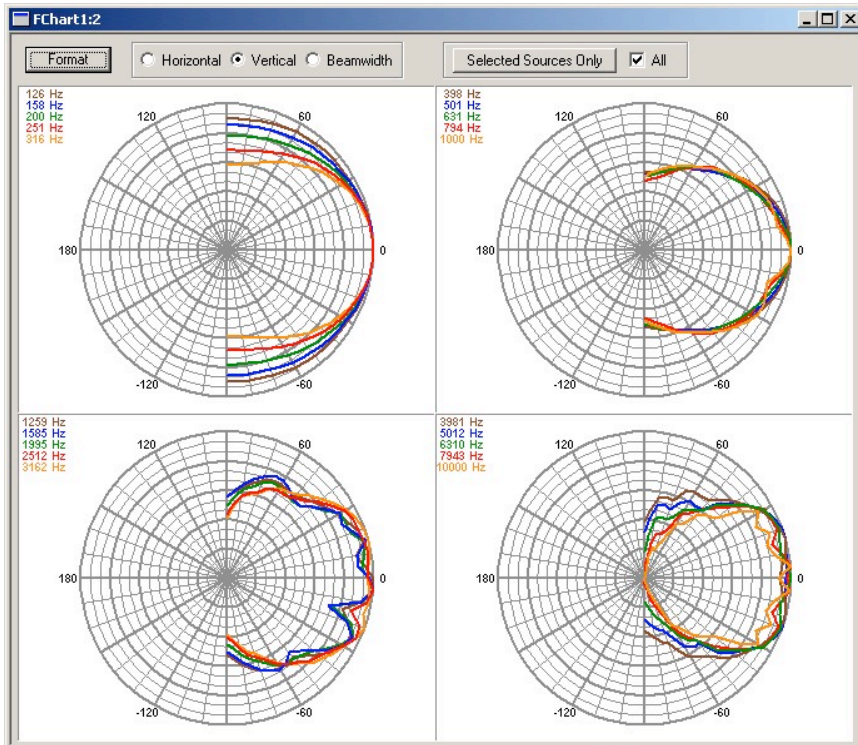 FChart1:2
Format Horizontal Vertical Beamwidth Selected Sources Only All
126 Hz
158 Hz
200 Hz
251 Hz
316 Hz
120 60
180 0
-120 -60
398 Hz
501 Hz
631 Hz
794 Hz
1000 Hz
120 60
180 0
-120 -60
1259 Hz
1585 Hz
1995 Hz
2512 Hz
3162 Hz
120 60
180 0
-120 -60
3981 Hz
5012 Hz
6310 Hz
7943 Hz
10000 Hz
120 60
180 0
-120 -60